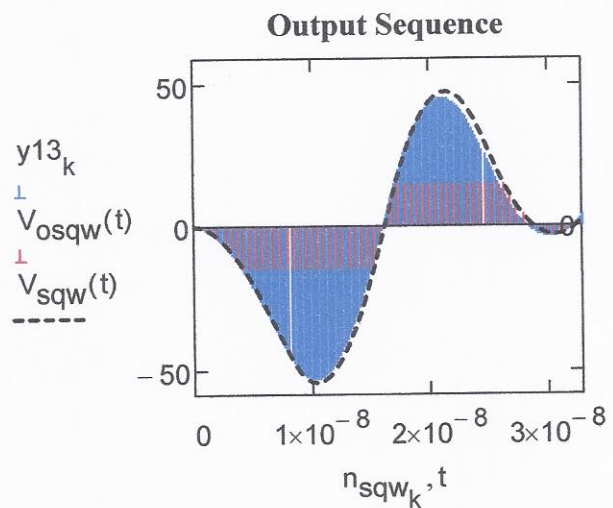 Output Sequence
50
0
−50
y13k
Vosqw(t)
Vsqw(t)
0
0 1×10-8 2×10-8 3×10-8
nsqwk,t